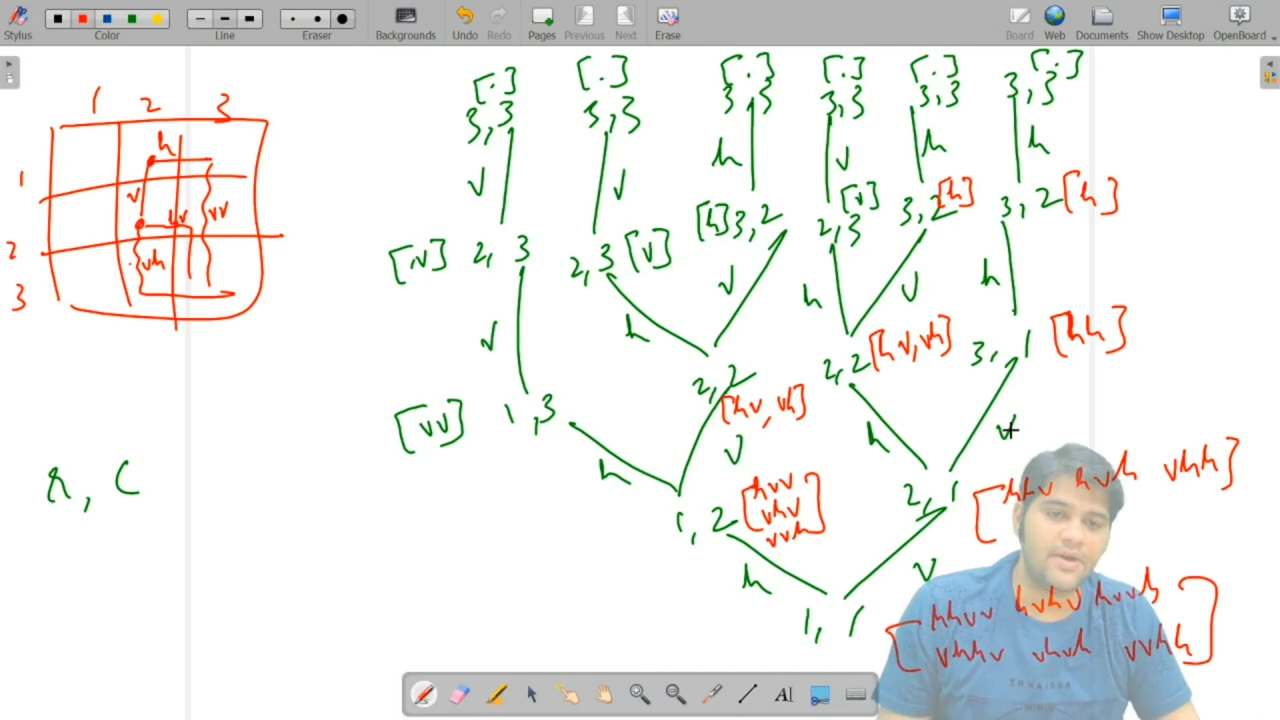 Stylus Color Line Eraser Backgrounds Undo Redo Pages Previous Next Erase Board Web Documents Show Desktop OpenBoard
1 2 3
1
2
3
h
v
hv
vv
vh
r, c
[.] [.] [.] [.] [.] [.]
3,3 3,3 3,3 3,3 3,3 3,3
v v h v h h
[v] 2,3 2,3 [v] [h] 3,2 2,3 [v] 3,2 [h] 3,2 [h]
v h v h v h
[vv] 1,3 2,2 [hv, vh] 2,2 [hv, vh] 3,1 [hh]
h v h v
1,2 [hvv vhv vvh] 2,1 [hhv hvh vhh]
h v
1,1 [hhvv hvhv hvvh
vhhv vhvh vvhh]